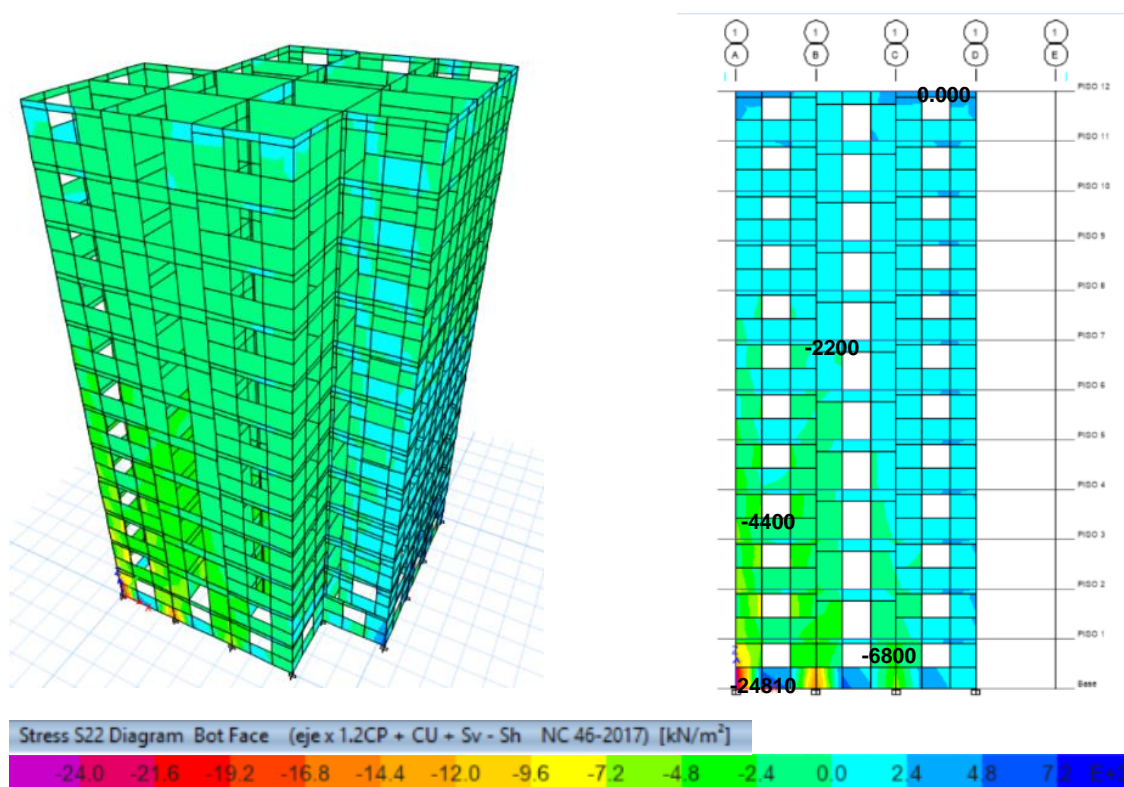 1 1 1 1 1
A B C D E
PISO 12
0.000
PISO 11
PISO 10
PISO 9
PISO 8
PISO 7
-2200
PISO 6
PISO 5
PISO 4
-4400
PISO 3
PISO 2
PISO 1
-6800
-24810
Base
Stress S22 Diagram Bot Face (eje x 1.2CP + CU + Sv - Sh NC 46-2017) [kN/m²]
-24.0 -21.6 -19.2 -16.8 -14.4 -12.0 -9.6 -7.2 -4.8 -2.4 0.0 2.4 4.8 7.2